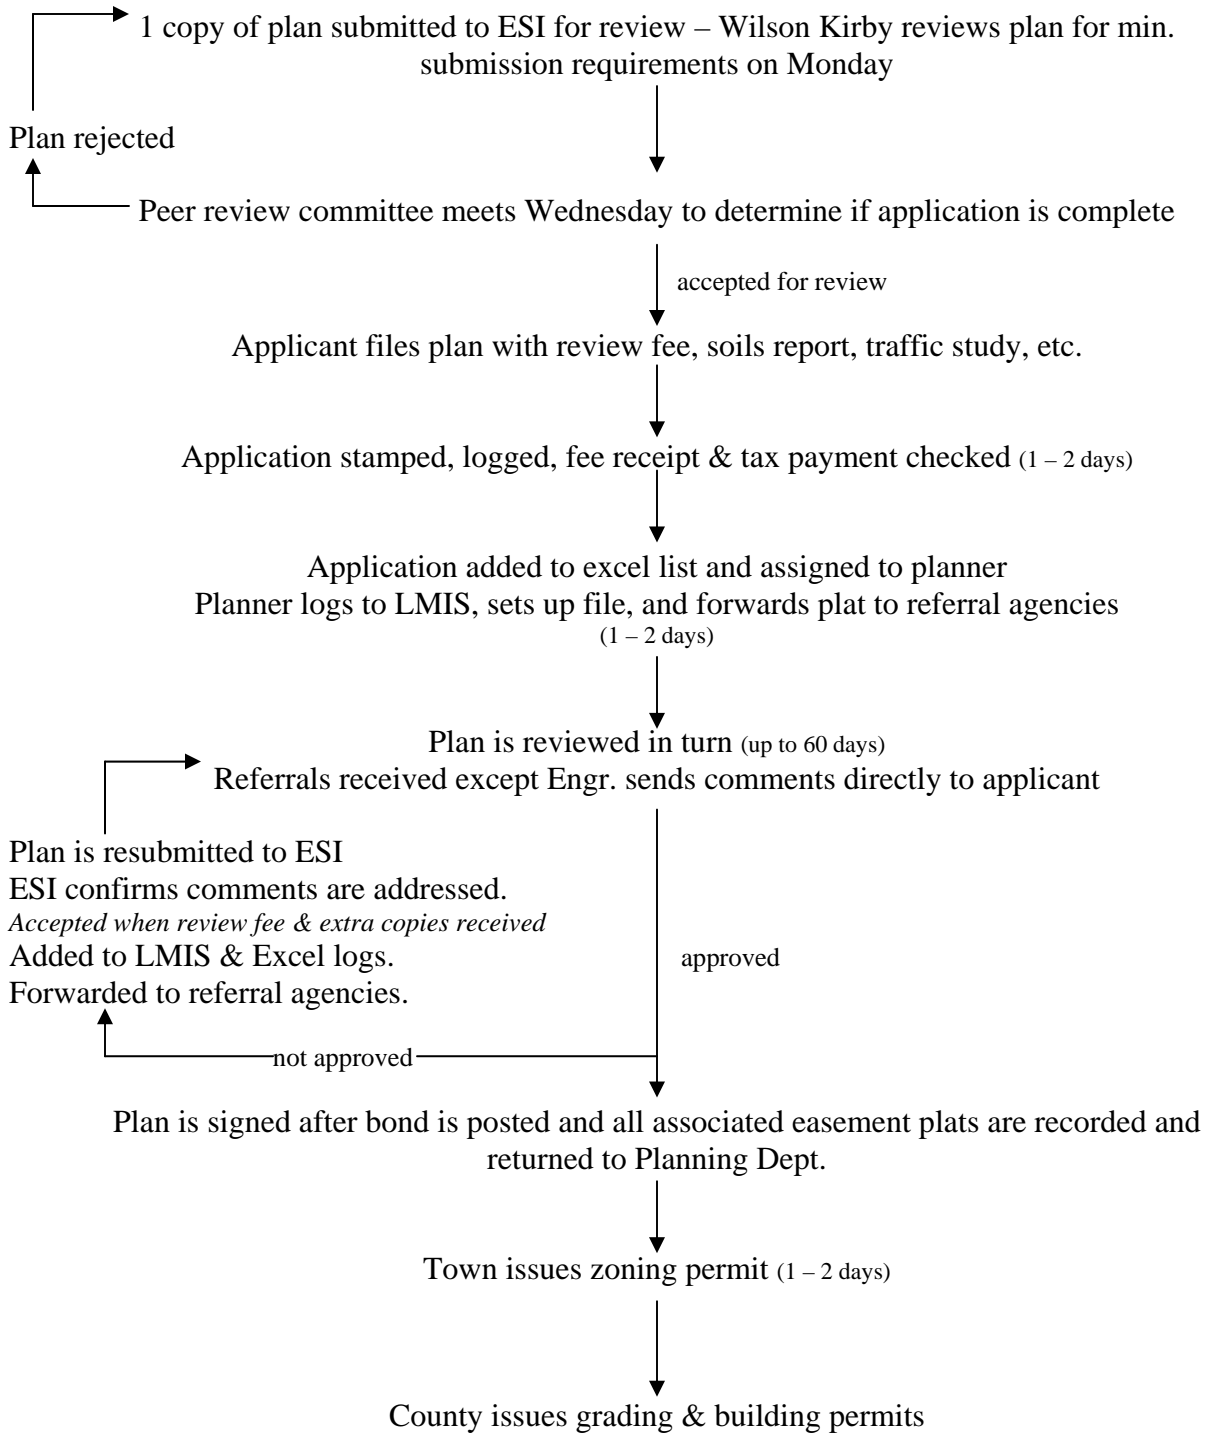 1 copy of plan submitted to ESI for review – Wilson Kirby reviews plan for min.
submission requirements on Monday
Plan rejected
Peer review committee meets Wednesday to determine if application is complete
accepted for review
Applicant files plan with review fee, soils report, traffic study, etc.
Application stamped, logged, fee receipt & tax payment checked (1 – 2 days)
Application added to excel list and assigned to planner
Planner logs to LMIS, sets up file, and forwards plat to referral agencies
(1 – 2 days)
Plan is reviewed in turn (up to 60 days)
Referrals received except Engr. sends comments directly to applicant
Plan is resubmitted to ESI
ESI confirms comments are addressed.
Accepted when review fee & extra copies received
Added to LMIS & Excel logs.
Forwarded to referral agencies.
approved
not approved
Plan is signed after bond is posted and all associated easement plats are recorded and
returned to Planning Dept.
Town issues zoning permit (1 – 2 days)
County issues grading & building permits